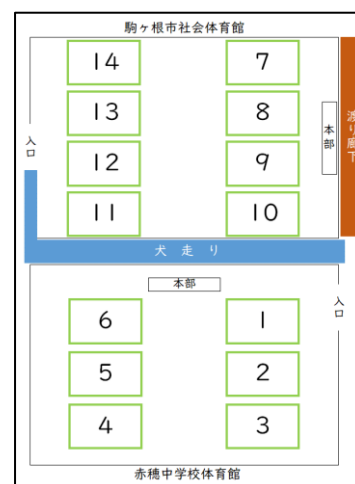 駒ヶ根市社会体育館
14 7
13 8
12 9
11 10
本部
渡り廊下
入口
犬走り
本部
入口
6 1
5 2
4 3
赤穂中学校体育館